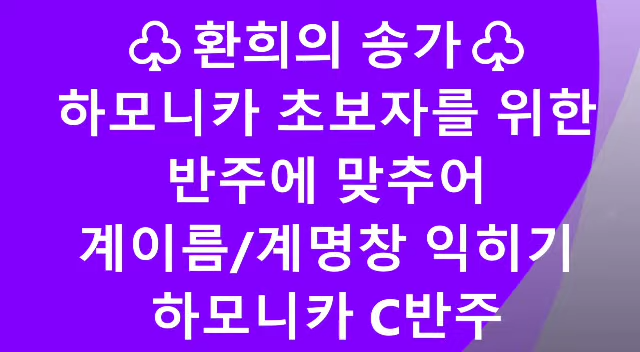 ♧환희의 송가♧
하모니카 초보자를 위한
반주에 맞추어
계이름/계명창 익히기
하모니카 C반주